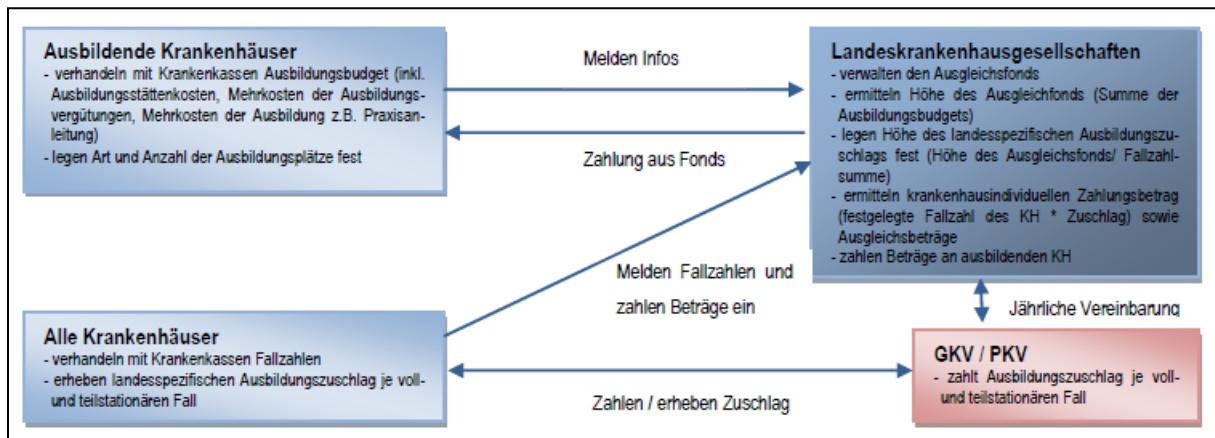 Ausbildende Krankenhäuser
- verhandeln mit Krankenkassen Ausbildungsbudget (inkl.
Ausbildungsstättenkosten, Mehrkosten der Ausbildungs-
vergütungen, Mehrkosten der Ausbildung z.B. Praxisan-
leitung)
- legen Art und Anzahl der Ausbildungsplätze fest
Melden Infos
Zahlung aus Fonds
Landeskrankenhausgesellschaften
- verwalten den Ausgleichsfonds
- ermitteln Höhe des Ausgleichfonds (Summe der
Ausbildungsbudgets)
- legen Höhe des landesspezifischen Ausbildungszu-
schlags fest (Höhe des Ausgleichsfonds/ Fallzahl-
summe)
- ermitteln krankenhausindividuellen Zahlungsbetrag
(festgelegte Fallzahl des KH * Zuschlag) sowie
Ausgleichsbeträge
- zahlen Beträge an ausbildenden KH
Melden Fallzahlen und
zahlen Beträge ein
Jährliche Vereinbarung
Alle Krankenhäuser
- verhandeln mit Krankenkassen Fallzahlen
- erheben landesspezifischen Ausbildungszuschlag je voll-
und teilstationären Fall
Zahlen / erheben Zuschlag
GKV / PKV
- zahlt Ausbildungszuschlag je voll-
und teilstationären Fall